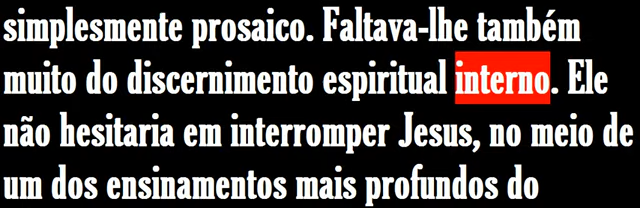 simplesmente prosaico. Faltava-lhe também
muito do discernimento espiritual interno. Ele
não hesitaria em interromper Jesus, no meio de
um dos ensinamentos mais profundos do